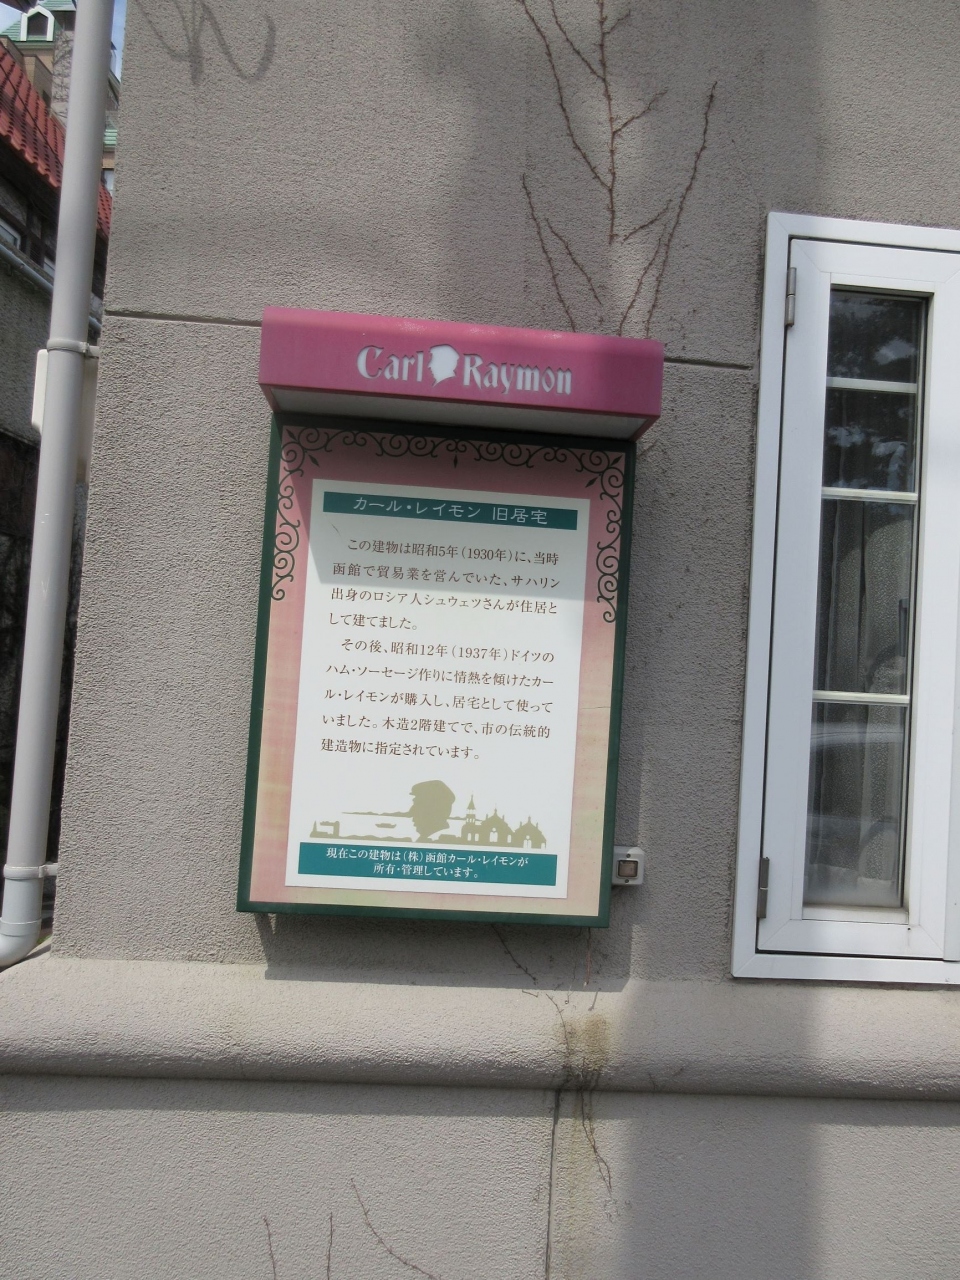 Carl Raymon
カール・レイモン 旧居宅
この建物は昭和5年(1930年)に、当時
函館で貿易業を営んでいた、サハリン
出身のロシア人シュウェツさんが住居と
して建てました。
その後、昭和12年(1937年)ドイツの
ハム・ソーセージ作りに情熱を傾けたカー
ル・レイモンが購入し、居宅として使って
いました。木造2階建てで、市の伝統的
建造物に指定されています。
現在この建物は(株)函館カール・レイモンが
所有・管理しています。